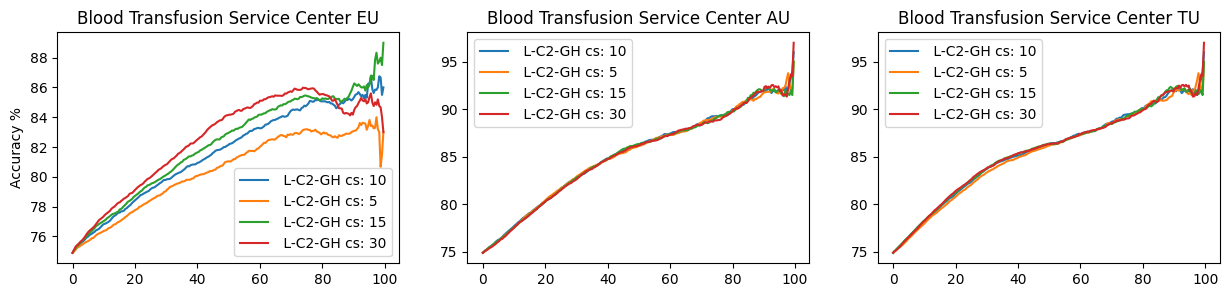 Blood Transfusion Service Center EU
Accuracy %
88
86
84
82
80
78
76
0
20
40
60
80
100
L-C2-GH cs: 10
L-C2-GH cs: 5
L-C2-GH cs: 15
L-C2-GH cs: 30
Blood Transfusion Service Center AU
95
90
85
80
75
0
20
40
60
80
100
L-C2-GH cs: 10
L-C2-GH cs: 5
L-C2-GH cs: 15
L-C2-GH cs: 30
Blood Transfusion Service Center TU
95
90
85
80
75
0
20
40
60
80
100
L-C2-GH cs: 10
L-C2-GH cs: 5
L-C2-GH cs: 15
L-C2-GH cs: 30